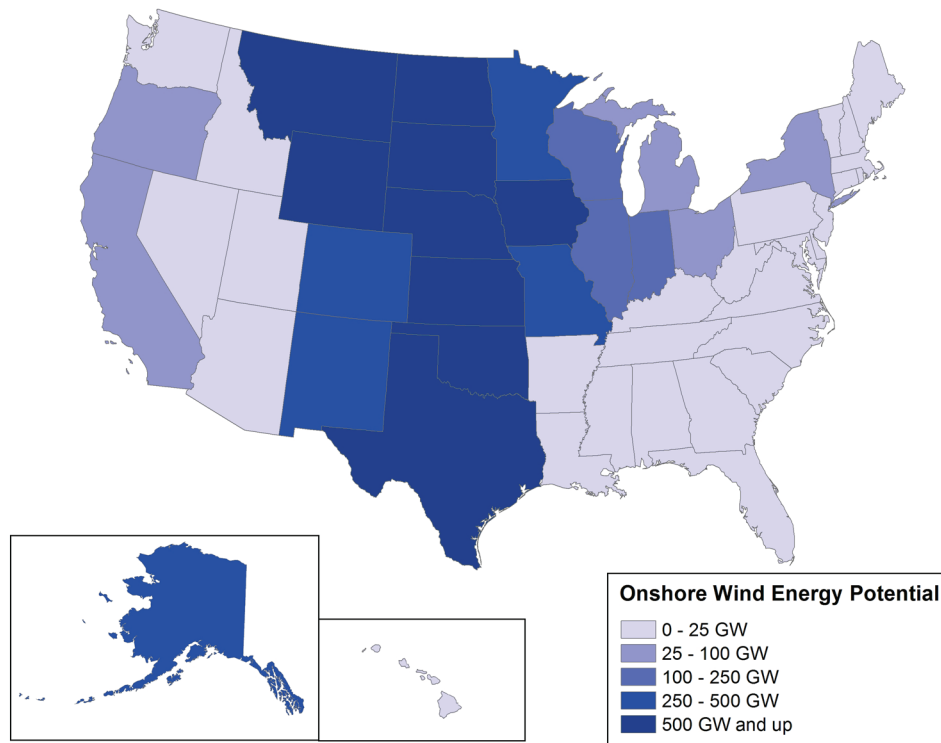 Onshore Wind Energy Potential
0 - 25 GW
25 - 100 GW
100 - 250 GW
250 - 500 GW
500 GW and up